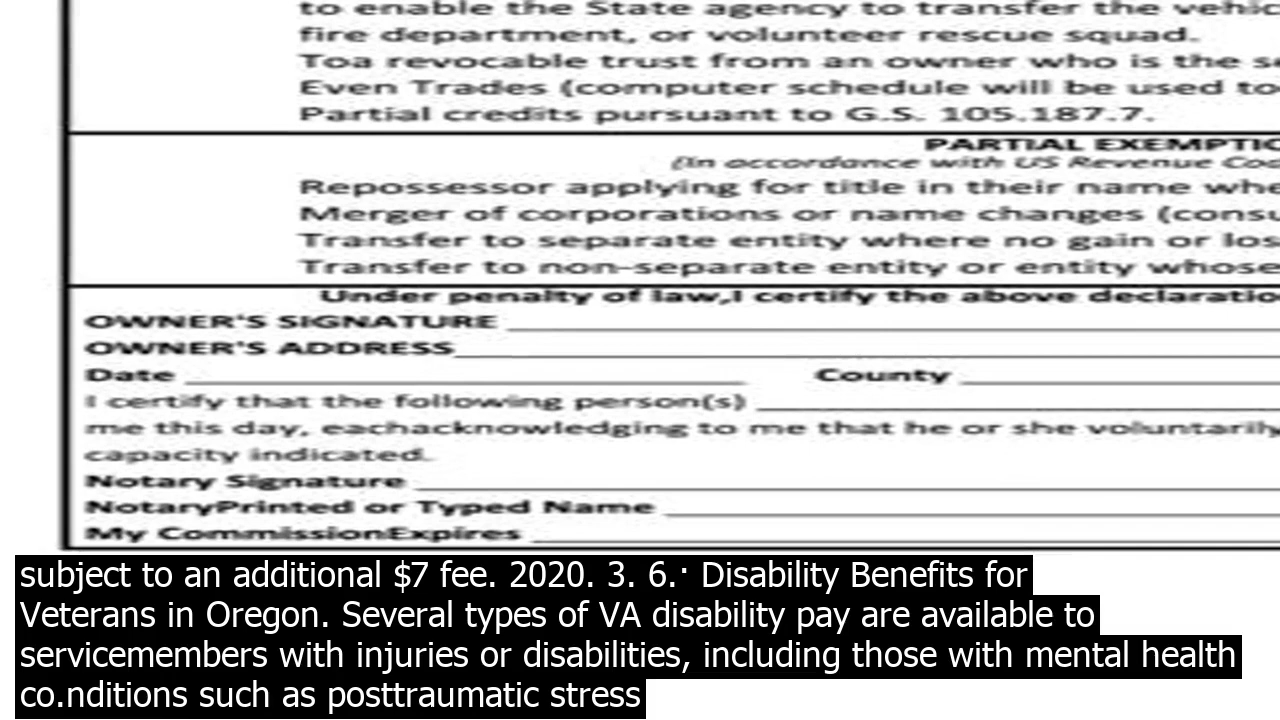 to enable the State agency to transfer the vehic
fire department, or volunteer rescue squad.
Toa revocable trust from an owner who is the s
Even Trades (computer schedule will be used to
Partial credits pursuant to G.S. 105.187.7.
PARTIAL EXEMPTIO
(In accordance with US Revenue Cod
Repossessor applying for title in their name whe
Merger of corporations or name changes (consu
Transfer to separate entity where no gain or los
Transfer to non-separate entity or entity whose
Under penalty of law,I certify the above declaratio
OWNER'S SIGNATURE
OWNER'S ADDRESS
Date County
I certify that the following person(s)
me this day, eachacknowledging to me that he or she voluntarily
capacity indicated.
Notary Signature
NotaryPrinted or Typed Name
My CommissionExpires
subject to an additional $7 fee. 2020. 3. 6.· Disability Benefits for
Veterans in Oregon. Several types of VA disability pay are available to
servicemembers with injuries or disabilities, including those with mental health
co.nditions such as posttraumatic stress